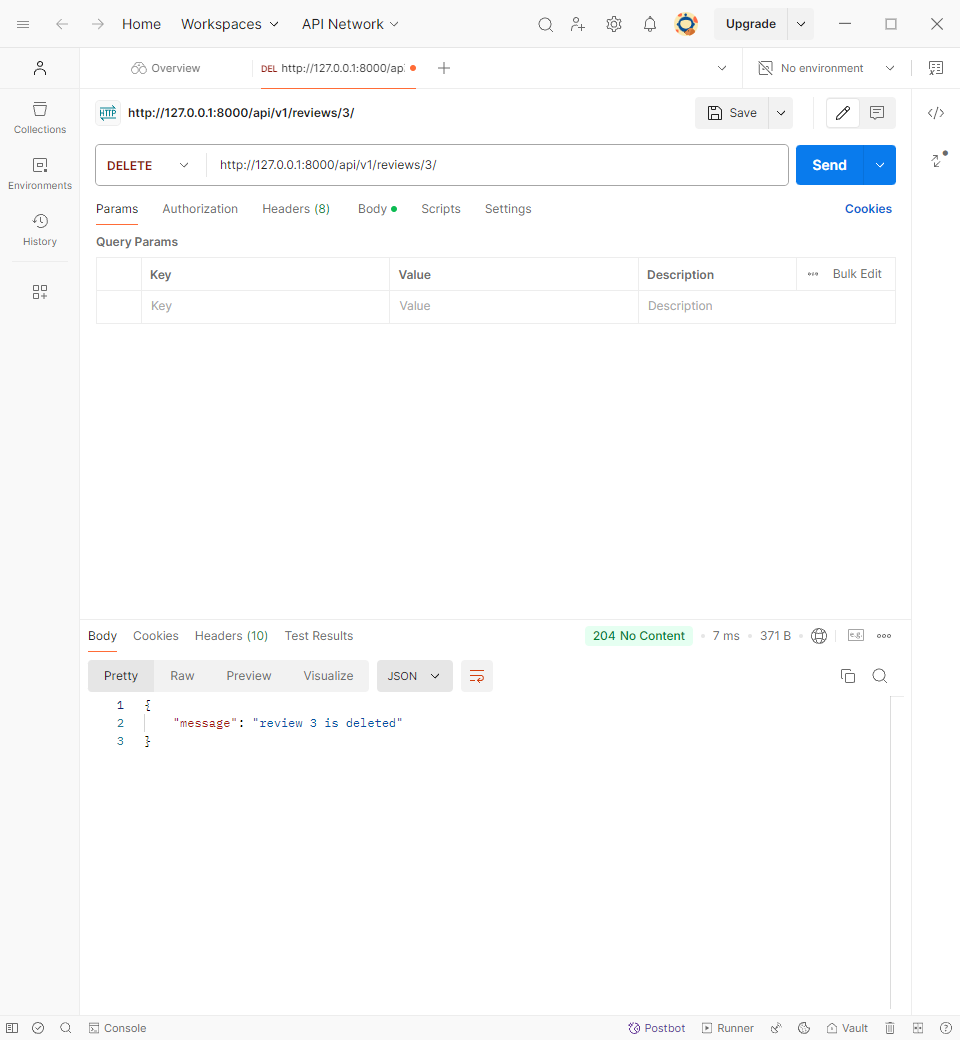 Home Workspaces API Network Upgrade
Overview DEL http://127.0.0.1:8000/ap No environment
HTTP http://127.0.0.1:8000/api/v1/reviews/3/ Save
Collections
DELETE http://127.0.0.1:8000/api/v1/reviews/3/ Send
Environments
Params Authorization Headers (8) Body Scripts Settings Cookies
History
Query Params
Key Value Description Bulk Edit
Key Value Description
Body Cookies Headers (10) Test Results 204 No Content 7 ms 371 B e.g.
Pretty Raw Preview Visualize JSON
1 {
2 "message": "review 3 is deleted"
3 }
Console Postbot Runner Vault